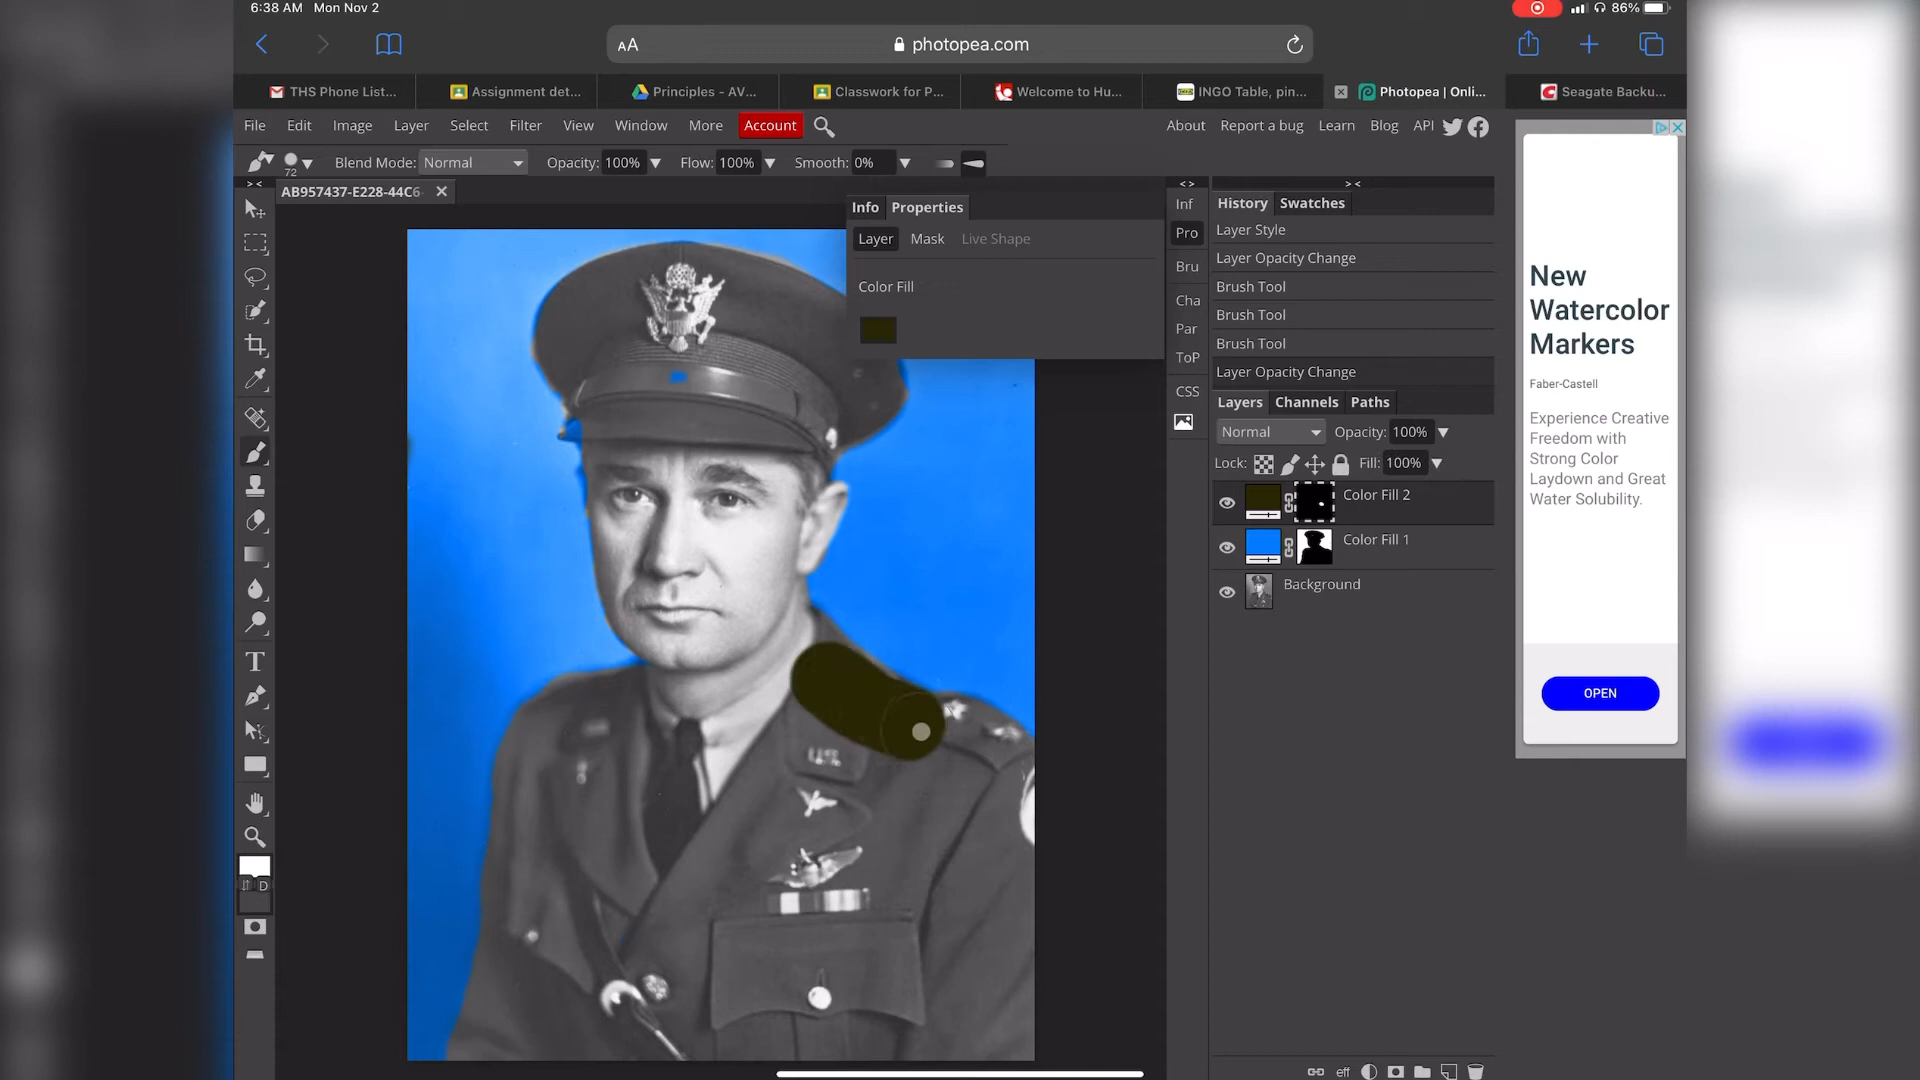 6:38 AM Mon Nov 2
86%
AA
photopea.com
THS Phone List...
Assignment det...
Principles - AV...
Classwork for P...
Welcome to Hu...
INGO Table, pin...
Photopea | Onli...
Seagate Backu...
File Edit Image Layer Select Filter View Window More Account
About Report a bug Learn Blog API
72
Blend Mode: Normal Opacity: 100% Flow: 100% Smooth: 0%
AB957437-E228-44C6-
Info Properties
Layer Mask Live Shape
Color Fill
Inf
Pro
Bru
Cha
Par
ToP
CSS
History Swatches
Layer Style
Layer Opacity Change
Brush Tool
Brush Tool
Brush Tool
Layer Opacity Change
Layers Channels Paths
Normal Opacity: 100%
Lock: Fill: 100%
Color Fill 2
Color Fill 1
Background
eff
D
New
Watercolor
Markers
Faber-Castell
Experience Creative
Freedom with
Strong Color
Laydown and Great
Water Solubility.
OPEN